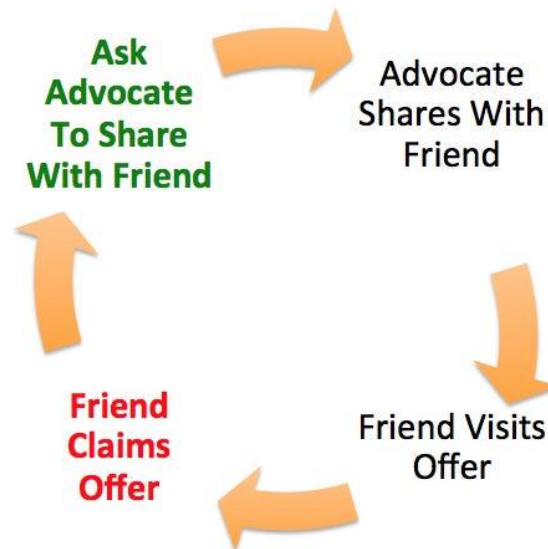 Ask
Advocate
To Share
With Friend
Advocate
Shares With
Friend
Friend Visits
Offer
Friend
Claims
Offer